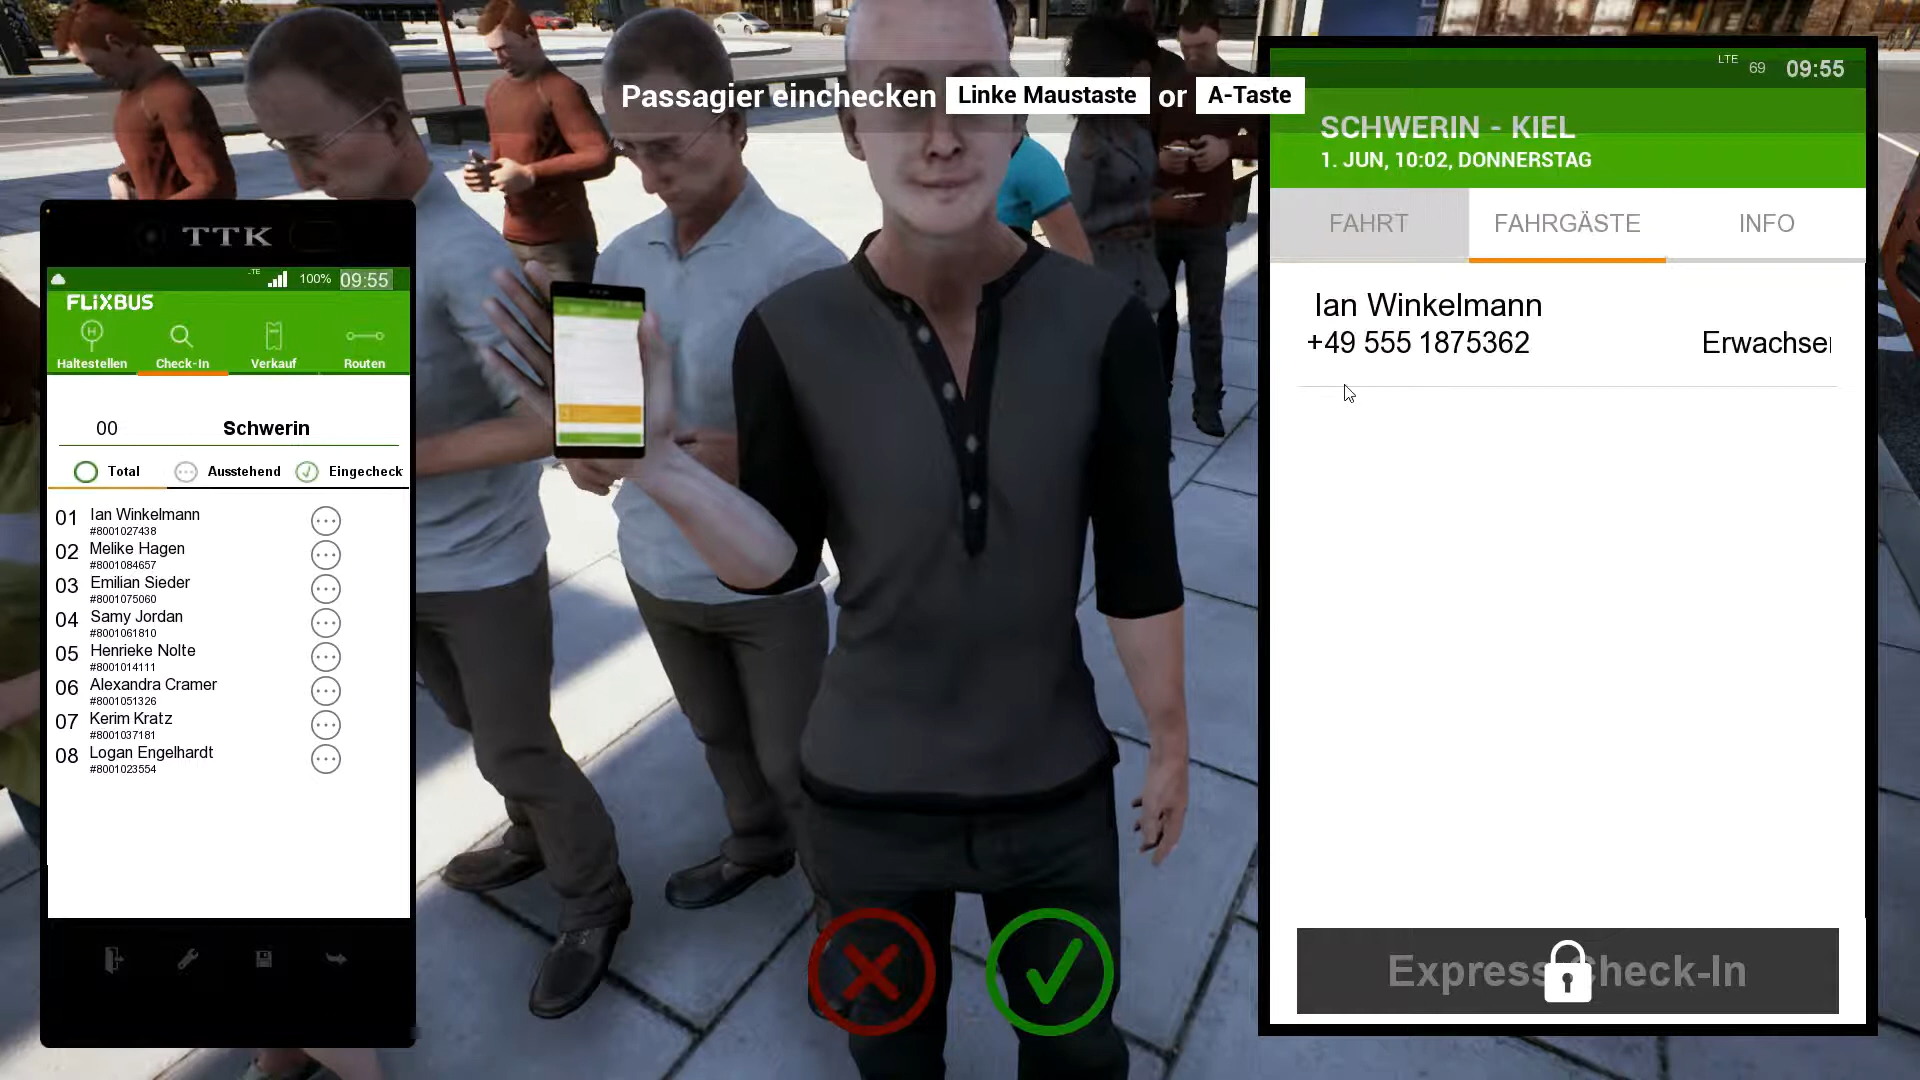 Passagier einchecken Linke Maustaste or A-Taste
TTK
LTE 100% 09:55
FLiXBUS
Haltestellen Check-In Verkauf Routen
00 Schwerin
Total Ausstehend Eingecheck
01 Ian Winkelmann
#8001027438
02 Melike Hagen
#8001084657
03 Emilian Sieder
#8001075060
04 Samy Jordan
#8001061810
05 Henrieke Nolte
#8001014111
06 Alexandra Cramer
#8001051326
07 Kerim Kratz
#8001037181
08 Logan Engelhardt
#8001023554
LTE 69 09:55
SCHWERIN - KIEL
1. JUN, 10:02, DONNERSTAG
FAHRT FAHRGÄSTE INFO
Ian Winkelmann
+49 555 1875362 Erwachsen
Express Check-In